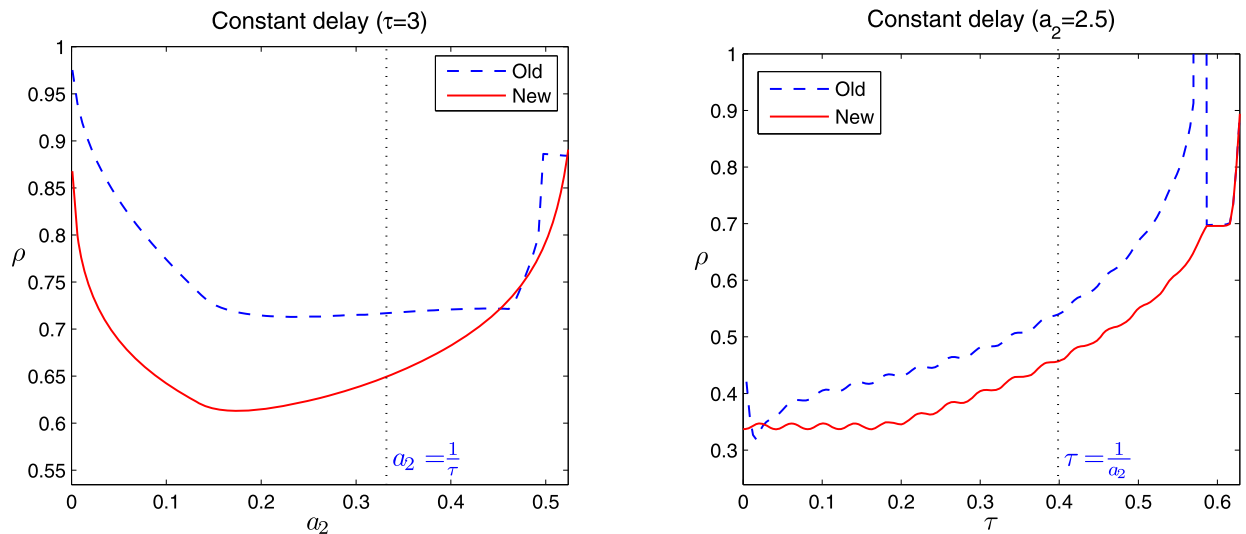 Constant delay (τ=3)
1
0.95
0.9
0.85
0.8
0.75
0.7
0.65
0.6
0.55
ρ
Old
New
a₂ = 1/τ
0
0.1
0.2
0.3
0.4
0.5
a₂
Constant delay (a₂=2.5)
1
0.9
0.8
0.7
0.6
0.5
0.4
0.3
ρ
Old
New
τ = 1/a₂
0
0.1
0.2
0.3
0.4
0.5
0.6
τ